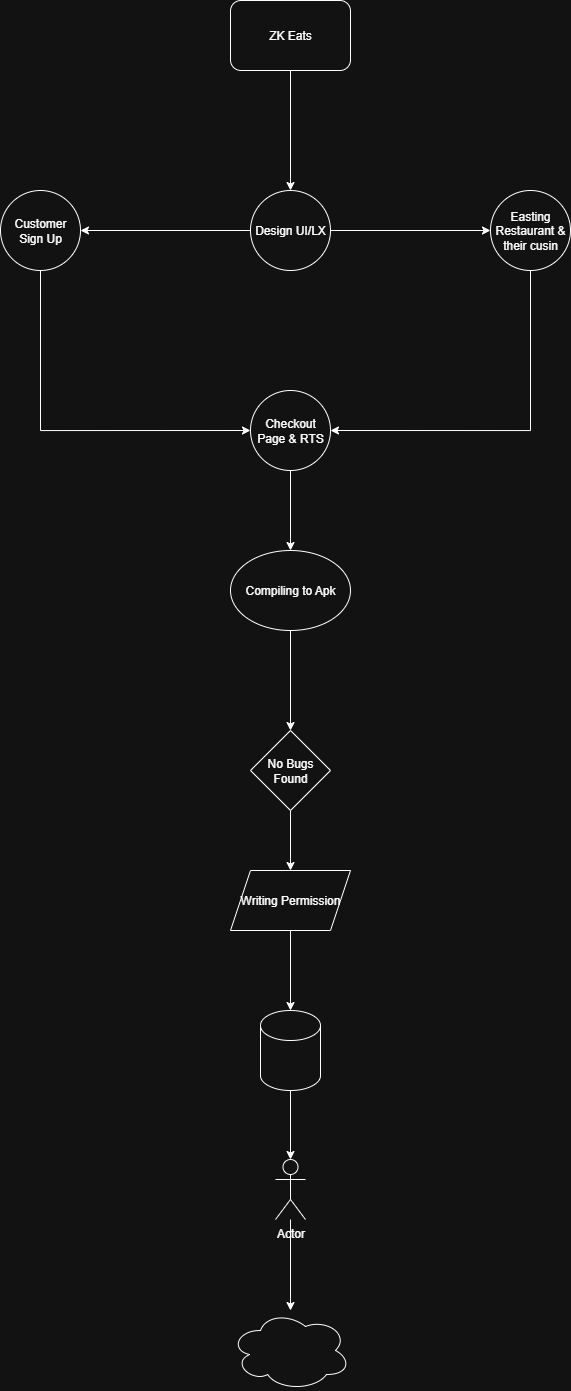 ZK Eats
Customer
Sign Up
Design UI/LX
Easting
Restaurant &
their cusin
Checkout
Page & RTS
Compiling to Apk
No Bugs
Found
Writing Permission
Actor